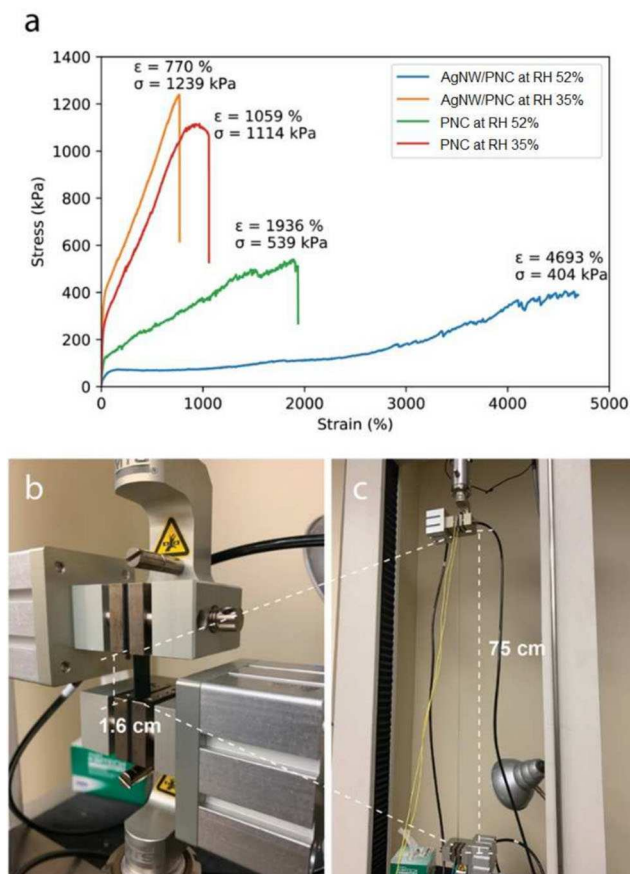 a
1400
1200
1000
800
600
400
200
0
Stress (kPa)
ε = 770 %
σ = 1239 kPa
ε = 1059 %
σ = 1114 kPa
ε = 1936 %
σ = 539 kPa
ε = 4693 %
σ = 404 kPa
AgNW/PNC at RH 52%
AgNW/PNC at RH 35%
PNC at RH 52%
PNC at RH 35%
0 1000 2000 3000 4000 5000
Strain (%)
b
1.6 cm
c
75 cm